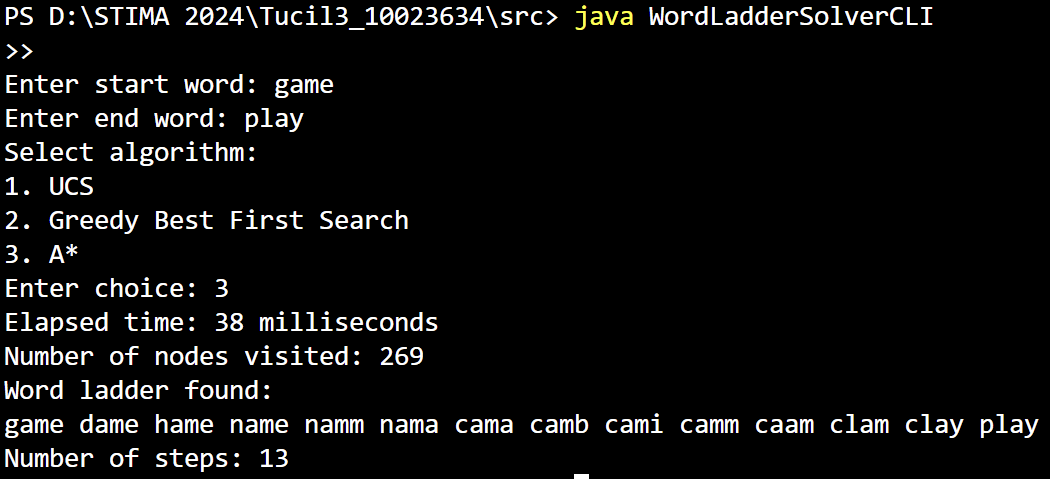 PS D:\STIMA 2024\Tucil3_10023634\src> java WordLadderSolverCLI
>>
Enter start word: game
Enter end word: play
Select algorithm:
1. UCS
2. Greedy Best First Search
3. A*
Enter choice: 3
Elapsed time: 38 milliseconds
Number of nodes visited: 269
Word ladder found:
game dame hame name namm nama cama camb cami camm caam clam clay play
Number of steps: 13